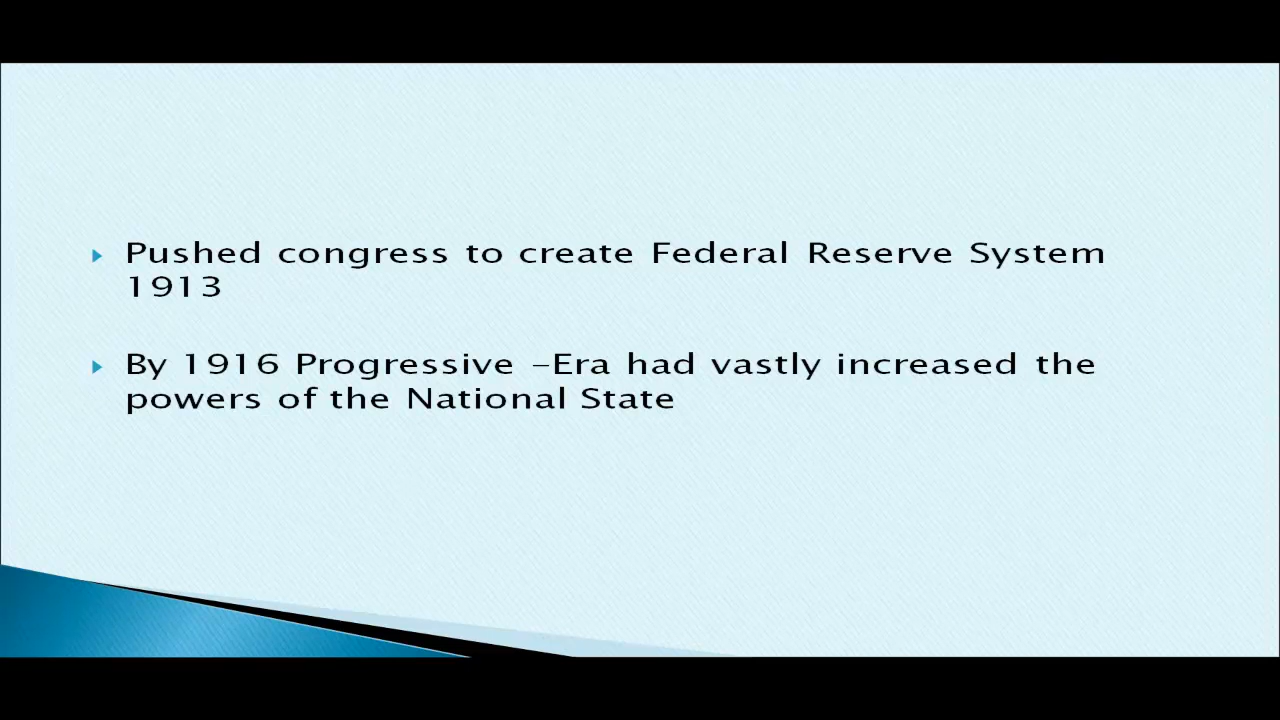 Pushed congress to create Federal Reserve System
1913
By 1916 Progressive –Era had vastly increased the
powers of the National State